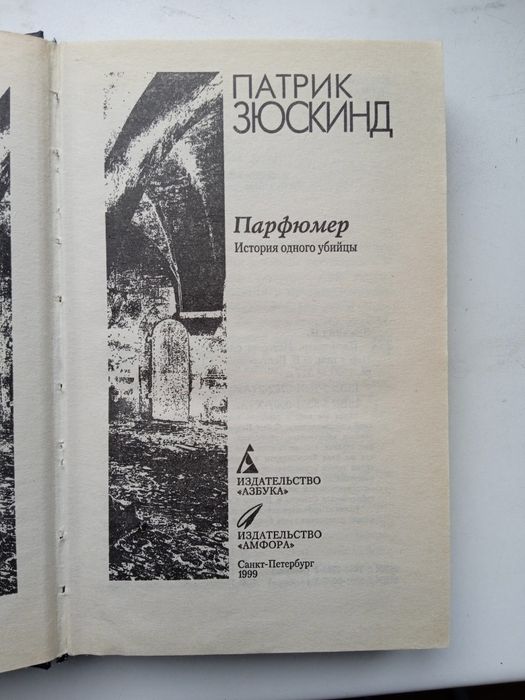 ПАТРИК
ЗЮСКИНД
Парфюмер
История одного убийцы
ИЗДАТЕЛЬСТВО
«АЗБУКА»
ИЗДАТЕЛЬСТВО
«АМФОРА»
Санкт-Петербург
1999